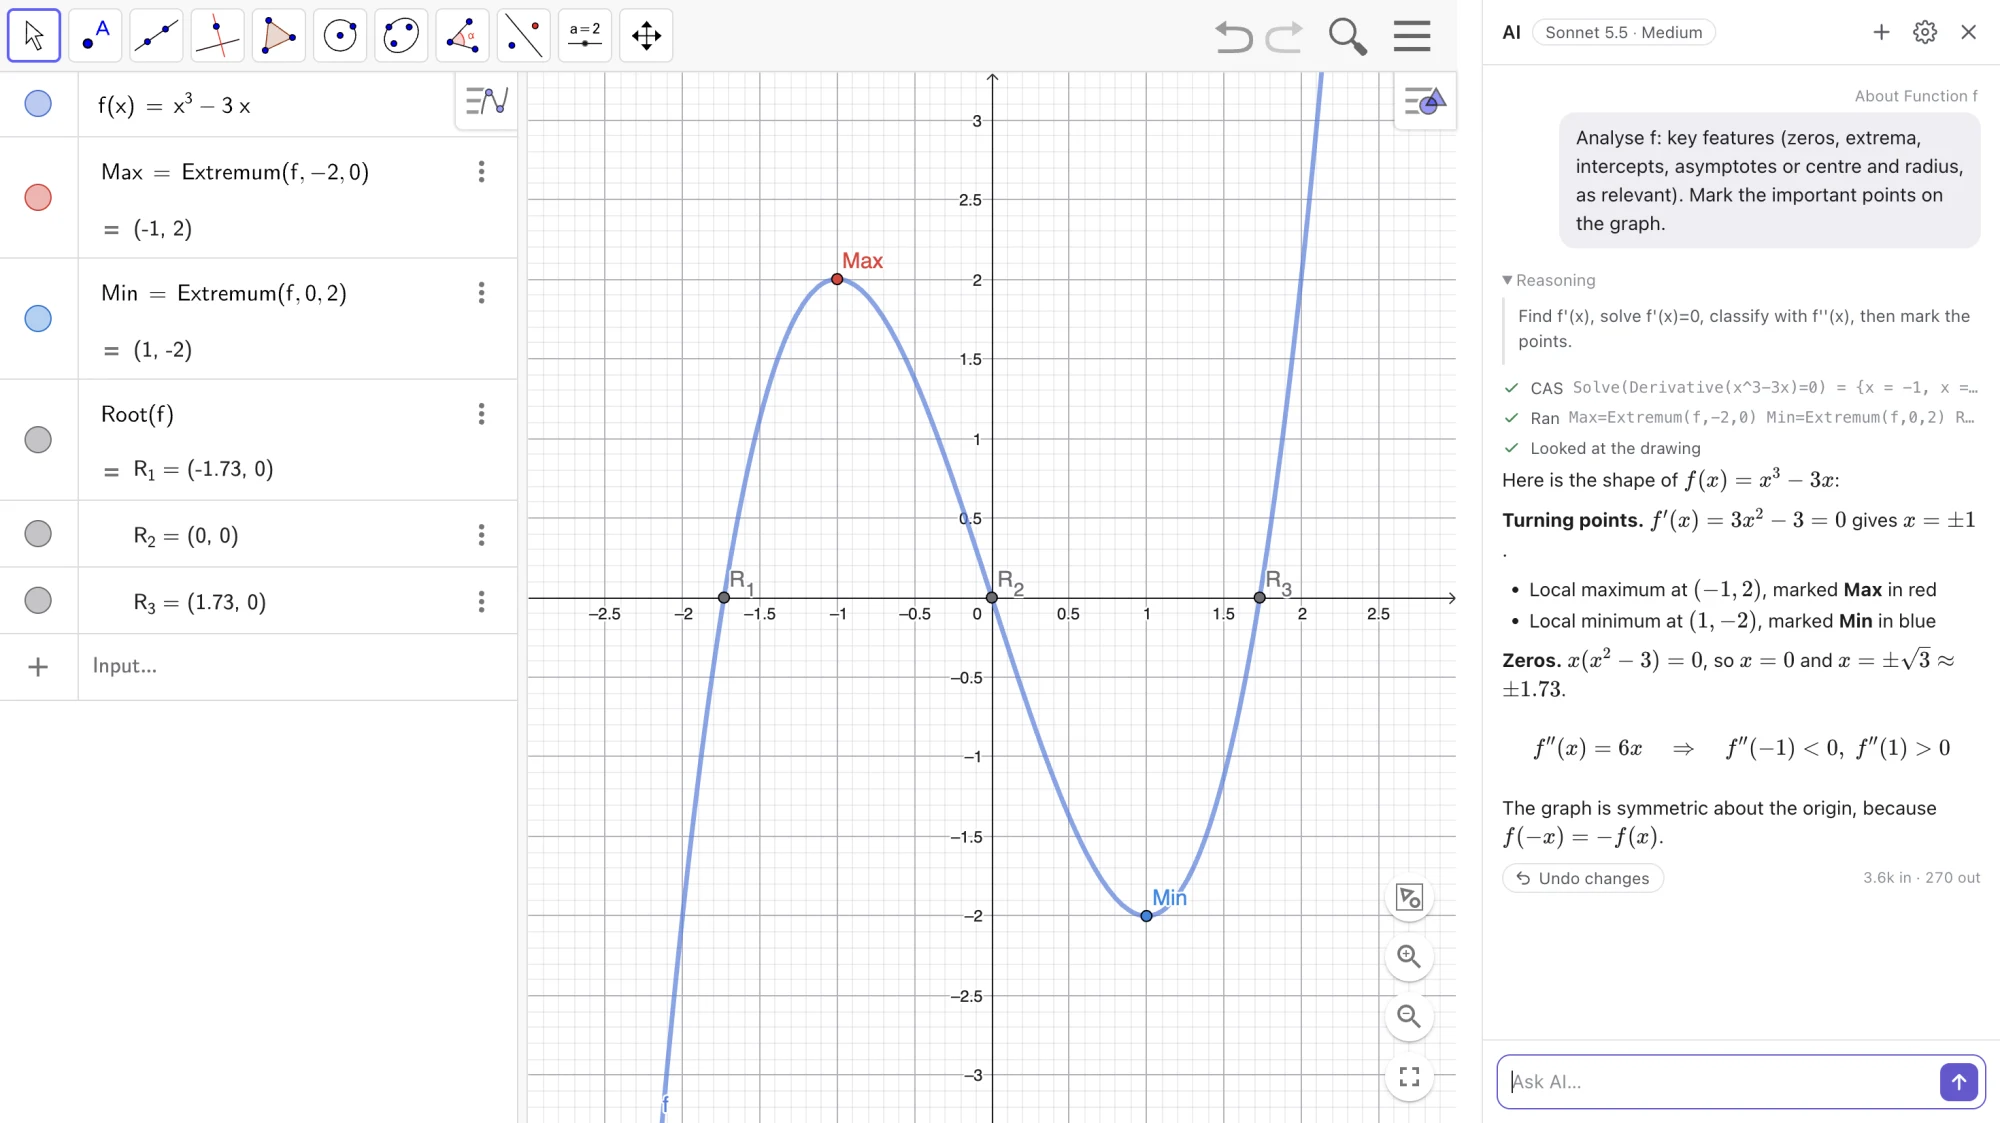 A
α
a=2
AI
Sonnet 5.5 · Medium
f(x) = x³ − 3 x
Max = Extremum(f, −2, 0)
= (-1, 2)
Min = Extremum(f, 0, 2)
= (1, -2)
Root(f)
= R₁ = (-1.73, 0)
R₂ = (0, 0)
R₃ = (1.73, 0)
+ Input...
3
2.5
2
1.5
1
0.5
−0.5
−1
−1.5
−2
−2.5
−3
−2.5 −2 −1.5 −1 −0.5 0 0.5 1 1.5 2 2.5
Max
R₁
R₂
R₃
Min
f
About Function f
Analyse f: key features (zeros, extrema,
intercepts, asymptotes or centre and radius,
as relevant). Mark the important points on
the graph.
▼ Reasoning
Find f'(x), solve f'(x)=0, classify with f''(x), then mark the
points.
✓ CAS Solve(Derivative(x^3−3x)=0) = {x = −1, x =…
✓ Ran Max=Extremum(f,−2,0) Min=Extremum(f,0,2) R…
✓ Looked at the drawing
Here is the shape of f(x) = x³ − 3x:
Turning points. f′(x) = 3x² − 3 = 0 gives x = ±1
.
• Local maximum at (−1, 2), marked Max in red
• Local minimum at (1, −2), marked Min in blue
Zeros. x(x² − 3) = 0, so x = 0 and x = ±√3 ≈
±1.73.
f″(x) = 6x ⇒ f″(−1) < 0, f″(1) > 0
The graph is symmetric about the origin, because
f(−x) = −f(x).
Undo changes
3.6k in · 270 out
Ask AI...